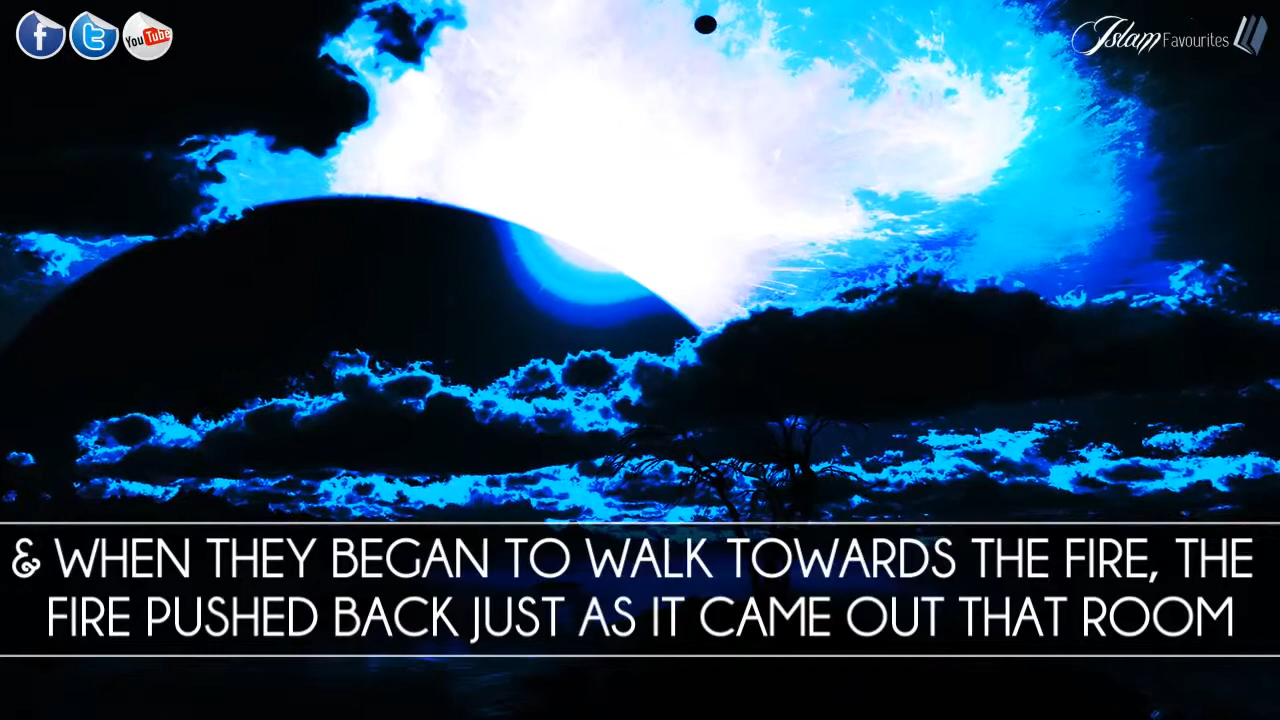 f t You Tube
Islam Favourites
& WHEN THEY BEGAN TO WALK TOWARDS THE FIRE, THE
FIRE PUSHED BACK JUST AS IT CAME OUT THAT ROOM